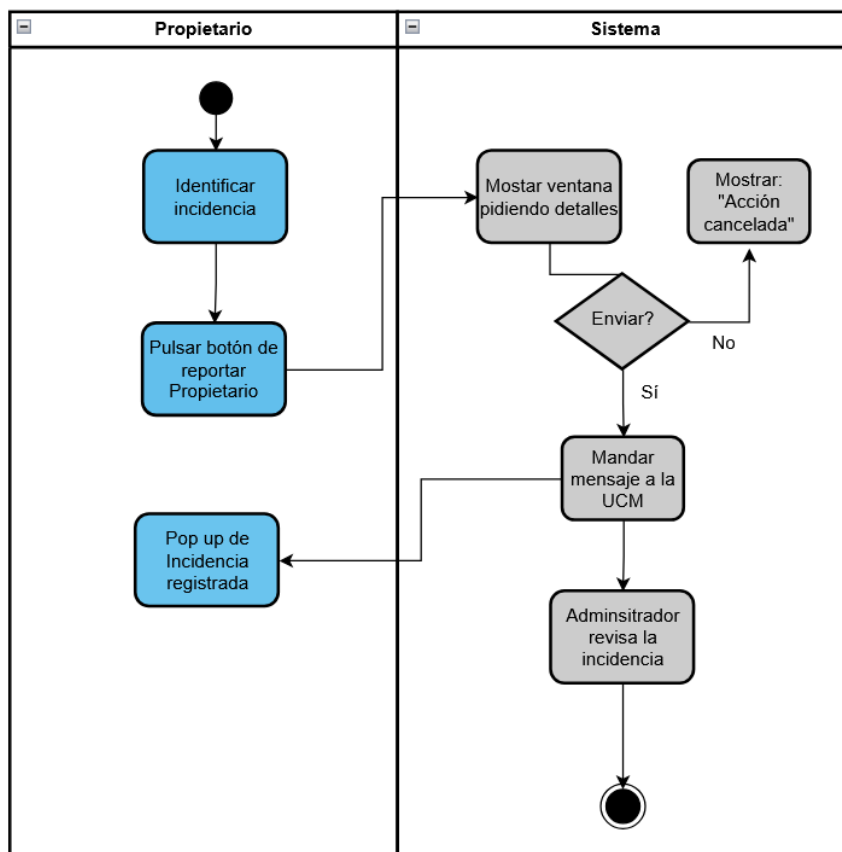 Propietario
Sistema
Identificar
incidencia
Mostar ventana
pidiendo detalles
Mostrar:
"Acción
cancelada"
Enviar?
No
Pulsar botón de
reportar
Propietario
Sí
Mandar
mensaje a la
UCM
Pop up de
Incidencia
registrada
Adminsitrador
revisa la
incidencia